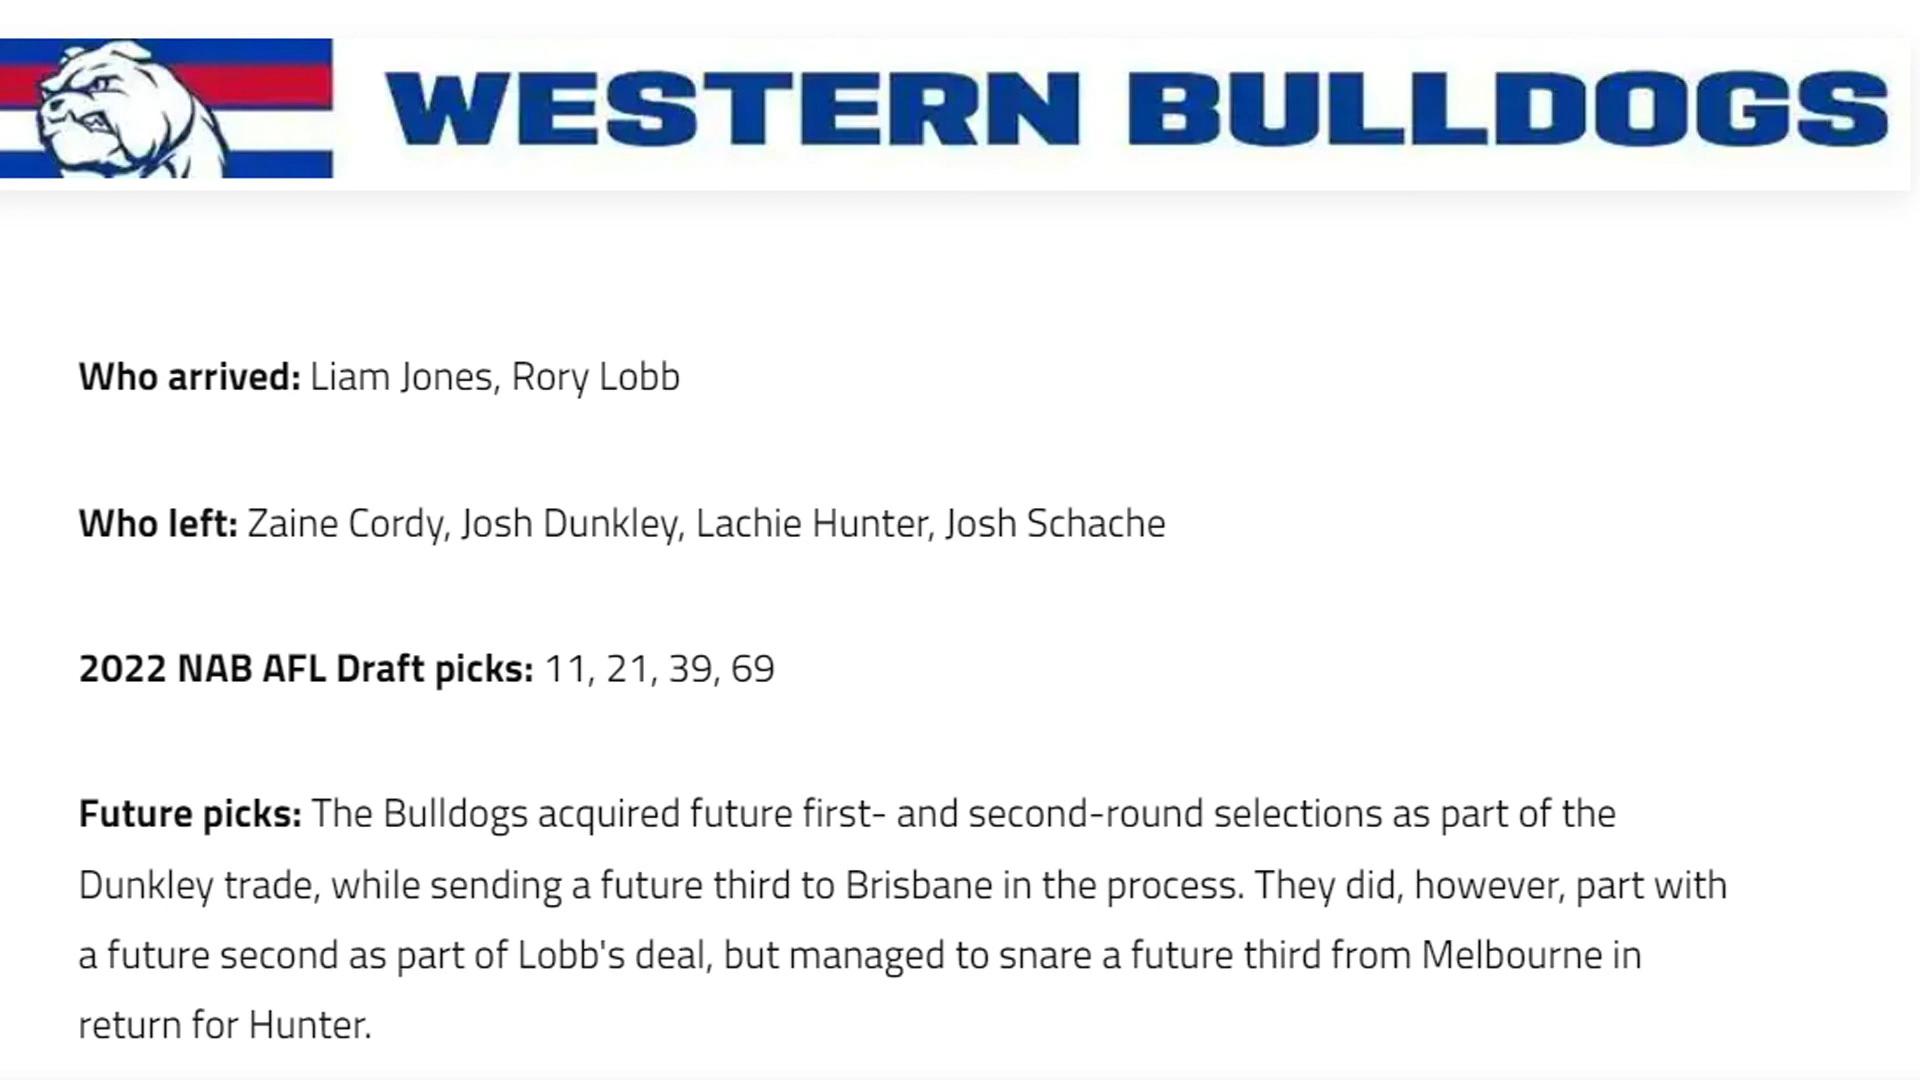 WESTERN BULLDOGS
Who arrived: Liam Jones, Rory Lobb
Who left: Zaine Cordy, Josh Dunkley, Lachie Hunter, Josh Schache
2022 NAB AFL Draft picks: 11, 21, 39, 69
Future picks: The Bulldogs acquired future first- and second-round selections as part of the
Dunkley trade, while sending a future third to Brisbane in the process. They did, however, part with
a future second as part of Lobb's deal, but managed to snare a future third from Melbourne in
return for Hunter.